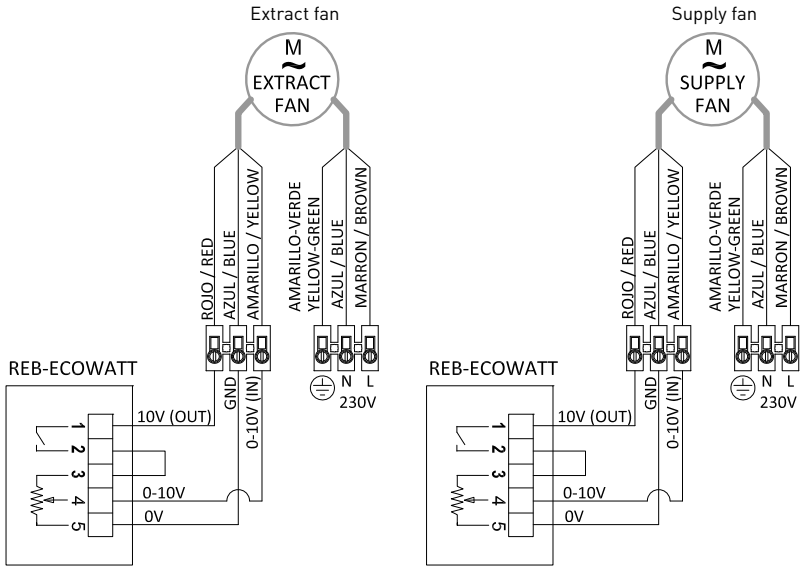 Extract fan
M
~
EXTRACT
FAN
ROJO / RED
AZUL / BLUE
AMARILLO / YELLOW
AMARILLO-VERDE
YELLOW-GREEN
AZUL / BLUE
MARRON / BROWN
REB-ECOWATT
GND
0-10V (IN)
N L
230V
1
10V (OUT)
2
3
4
0-10V
5
0V
Supply fan
M
~
SUPPLY
FAN
ROJO / RED
AZUL / BLUE
AMARILLO / YELLOW
AMARILLO-VERDE
YELLOW-GREEN
AZUL / BLUE
MARRON / BROWN
REB-ECOWATT
GND
0-10V (IN)
N L
230V
1
10V (OUT)
2
3
4
0-10V
5
0V